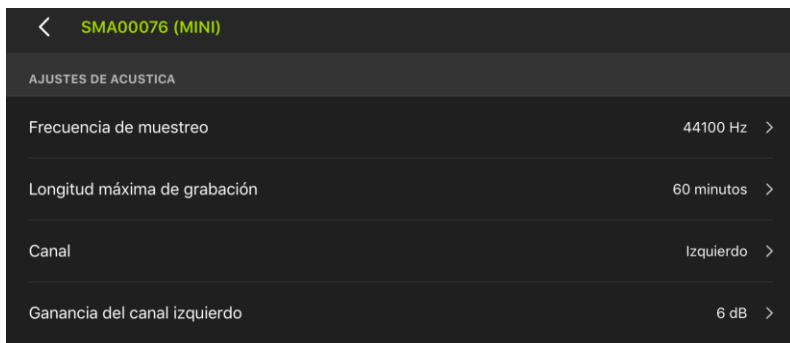 SMA00076 (MINI)
AJUSTES DE ACUSTICA
Frecuencia de muestreo 44100 Hz
Longitud máxima de grabación 60 minutos
Canal Izquierdo
Ganancia del canal izquierdo 6 dB